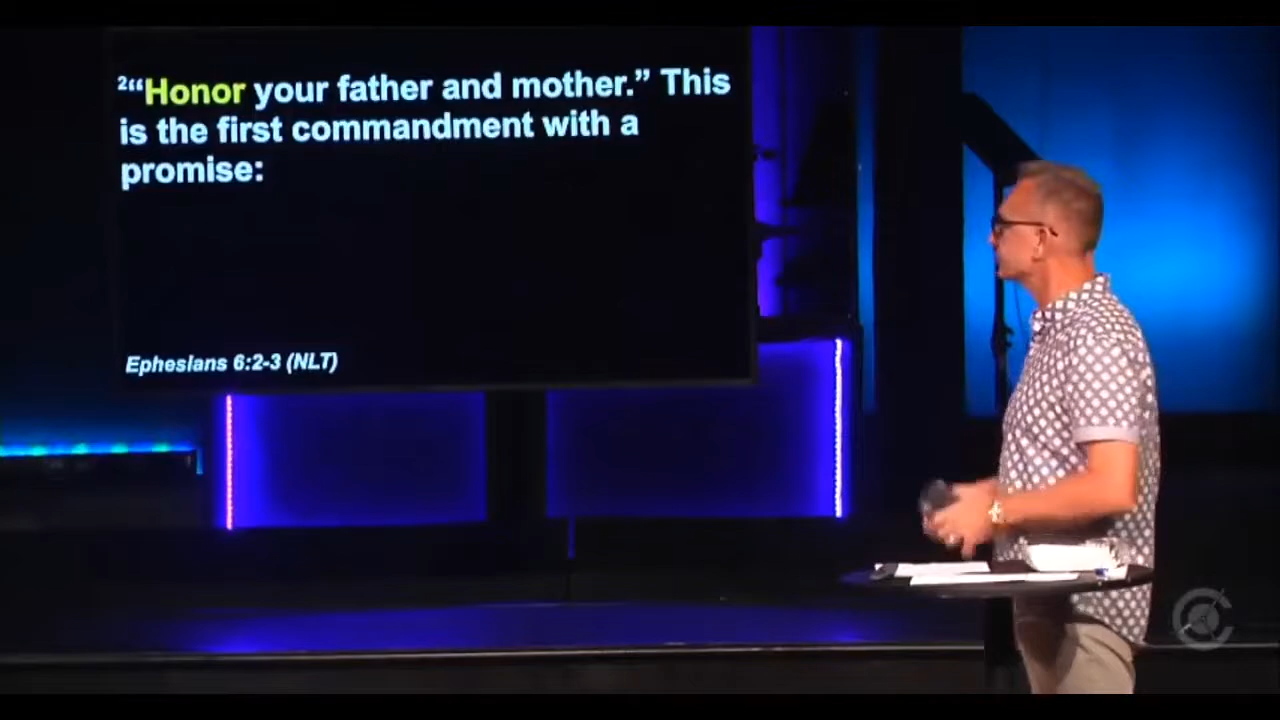 ²“Honor your father and mother.” This
is the first commandment with a
promise:
Ephesians 6:2-3 (NLT)